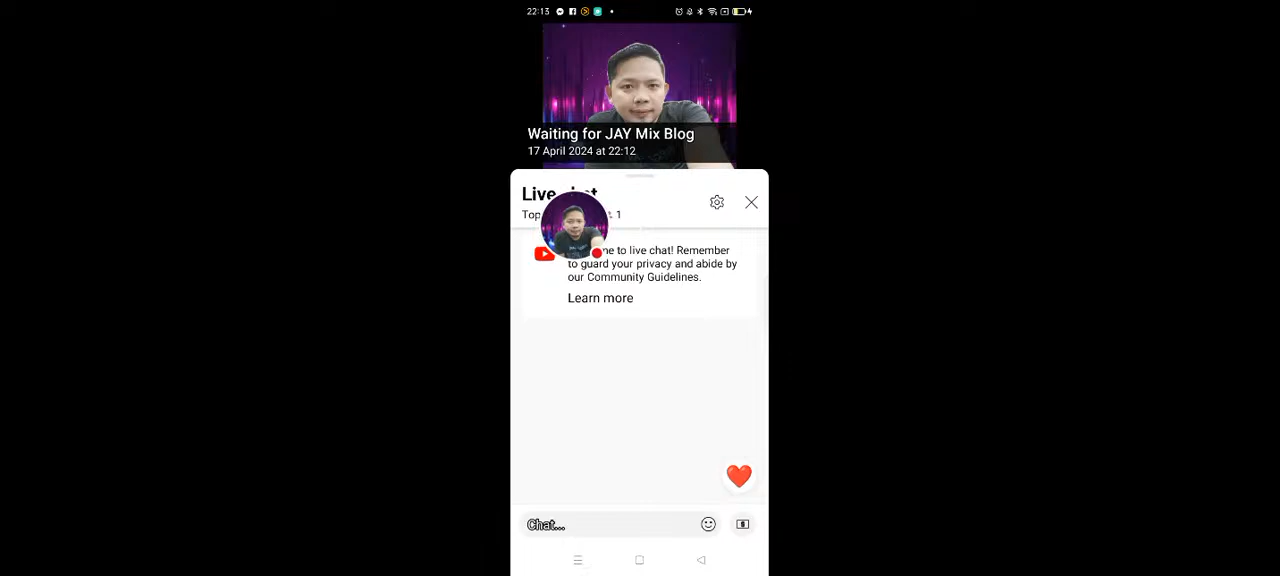 22:13
Waiting for JAY Mix Blog
17 April 2024 at 22:12
Live chat
Top 1
to live chat! Remember
to guard your privacy and abide by
our Community Guidelines.
Learn more
Chat...